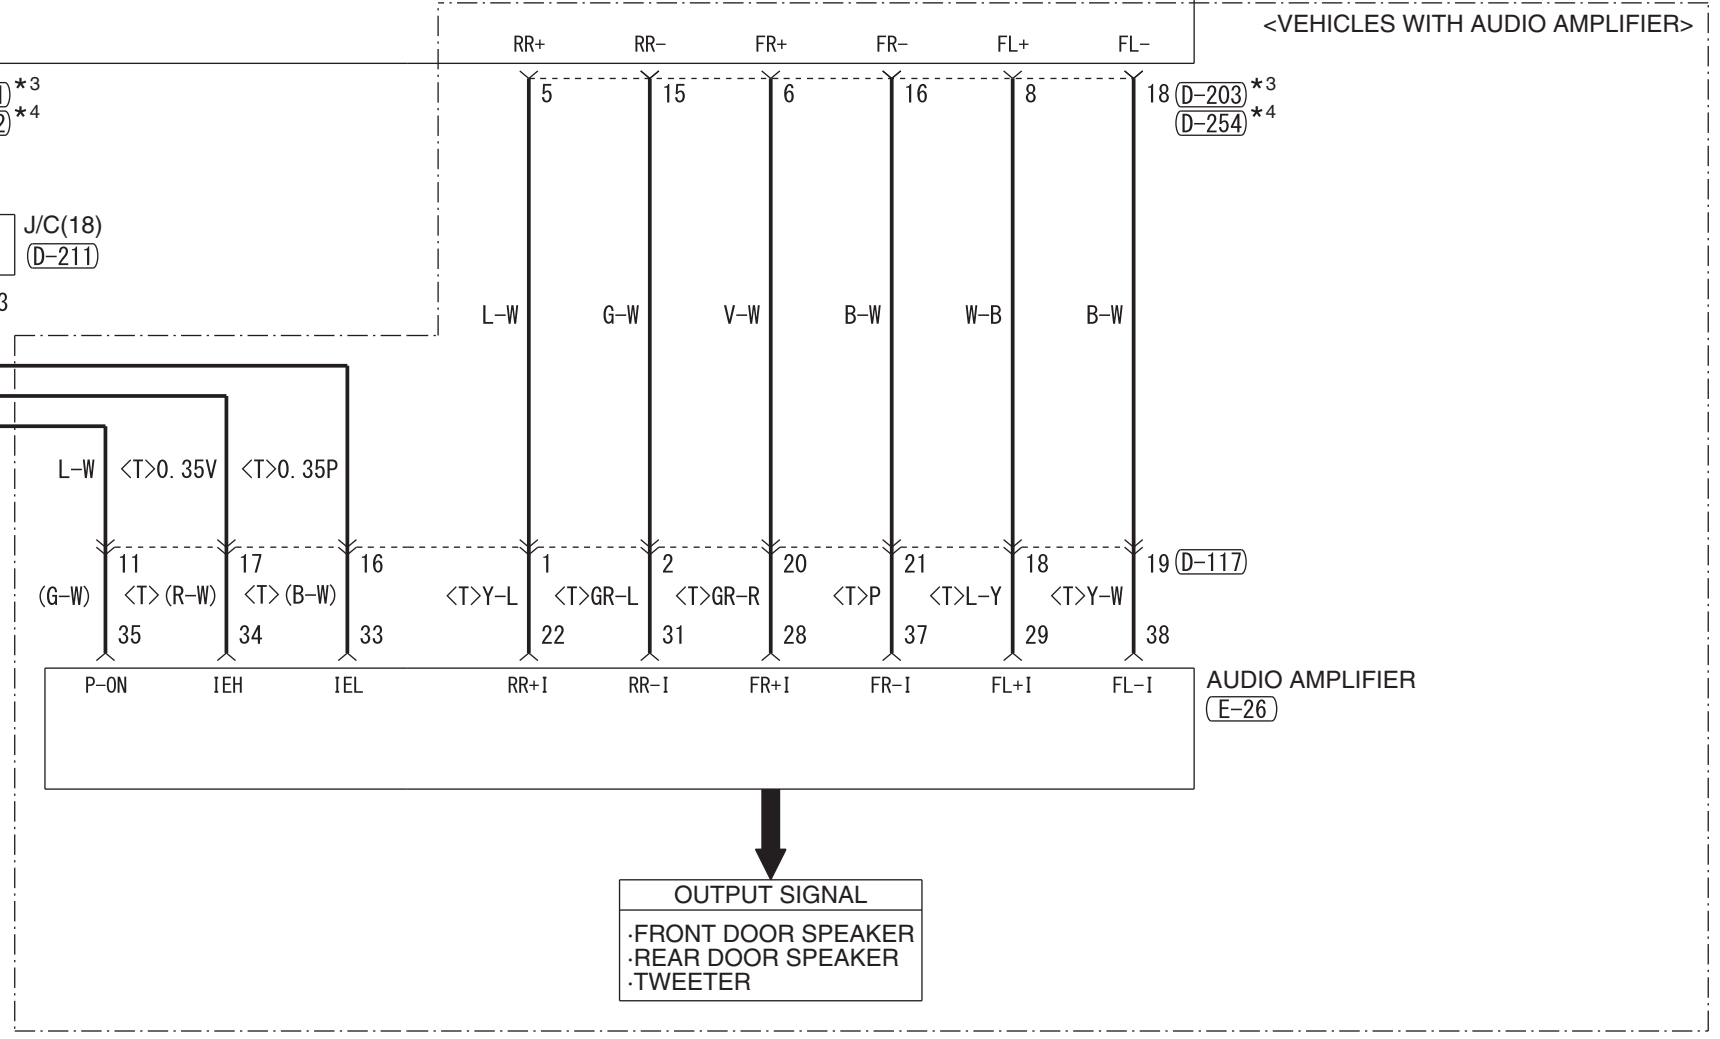 <VEHICLES WITH AUDIO AMPLIFIER>
RR+ RR- FR+ FR- FL+ FL-
*3 5 15 6 16 8 18 (D-203) *3
*4 (D-254) *4
J/C(18)
(D-211)
3
L-W G-W V-W B-W W-B B-W
L-W <T>0.35V <T>0.35P
11 17 16 1 2 20 21 18 19 (D-117)
(G-W) <T>(R-W) <T>(B-W) <T>Y-L <T>GR-L <T>GR-R <T>P <T>L-Y <T>Y-W
35 34 33 22 31 28 37 29 38
P-ON IEH IEL RR+I RR-I FR+I FR-I FL+I FL-I
AUDIO AMPLIFIER
(E-26)
OUTPUT SIGNAL
·FRONT DOOR SPEAKER
·REAR DOOR SPEAKER
·TWEETER